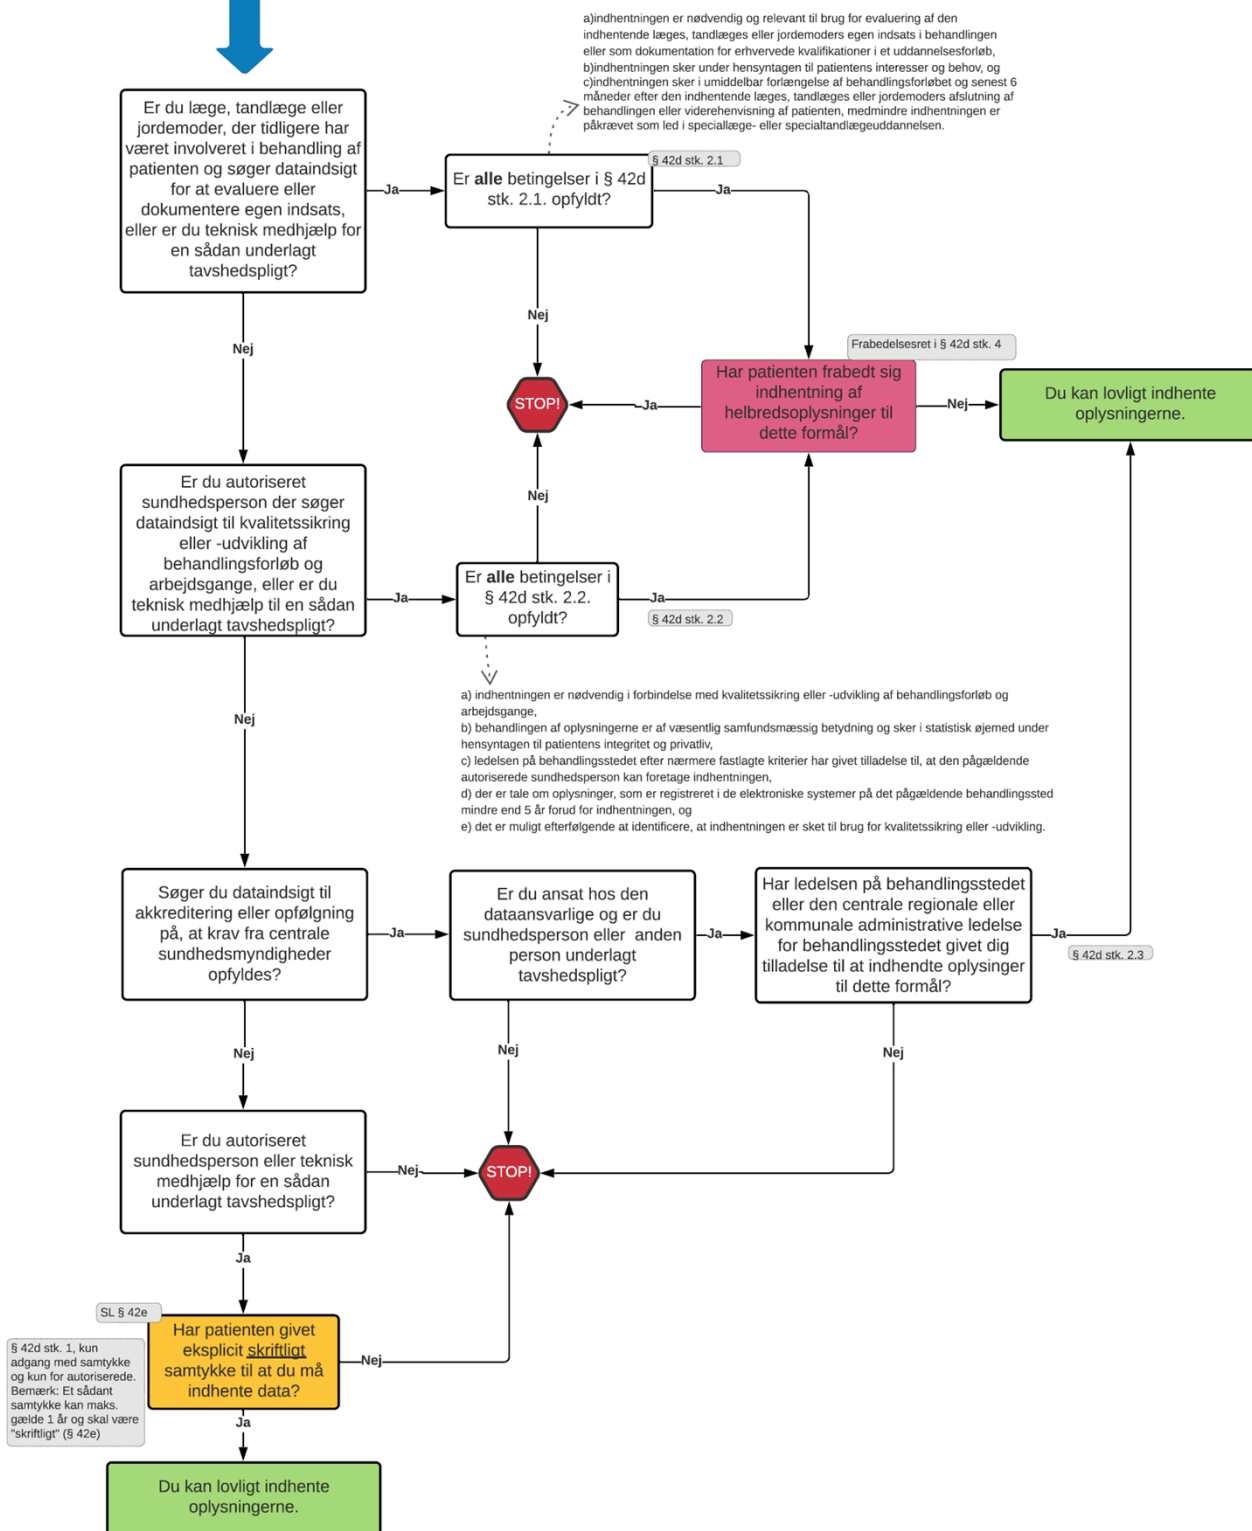 a)indhentningen er nødvendig og relevant til brug for evaluering af den
indhentende læges, tandlæges eller jordemoders egen indsats i behandlingen
eller som dokumentation for erhvervede kvalifikationer i et uddannelsesforløb,
b)indhentningen sker under hensyntagen til patientens interesser og behov, og
c)indhentningen sker i umiddelbar forlængelse af behandlingsforløbet og senest 6
måneder efter den indhentende læges, tandlæges eller jordemoders afslutning af
behandlingen eller viderehenvisning af patienten, medmindre indhentningen er
påkrævet som led i speciallæge- eller specialtandlægeuddannelsen.
Er du læge, tandlæge eller
jordemoder, der tidligere har
været involveret i behandling af
patienten og søger dataindsigt
for at evaluere eller
dokumentere egen indsats,
eller er du teknisk medhjælp for
en sådan underlagt
tavshedspligt?
Ja
Er alle betingelser i § 42d
stk. 2.1. opfyldt?
§ 42d stk. 2.1
Ja
Nej
Nej
STOP!
Ja
Frabedelsesret i § 42d stk. 4
Har patienten frabedt sig
indhentning af
helbredsoplysninger til
dette formål?
Nej
Du kan lovligt indhente
oplysningerne.
Er du autoriseret
sundhedsperson der søger
dataindsigt til kvalitetssikring
eller -udvikling af
behandlingsforløb og
arbejdsgange, eller er du
teknisk medhjælp til en sådan
underlagt tavshedspligt?
Ja
Nej
Er alle betingelser i
§ 42d stk. 2.2.
opfyldt?
Ja
§ 42d stk. 2.2
Nej
a) indhentningen er nødvendig i forbindelse med kvalitetssikring eller -udvikling af behandlingsforløb og
arbejdsgange,
b) behandlingen af oplysningerne er af væsentlig samfundsmæssig betydning og sker i statistisk øjemed under
hensyntagen til patientens integritet og privatliv,
c) ledelsen på behandlingsstedet efter nærmere fastlagte kriterier har givet tilladelse til, at den pågældende
autoriserede sundhedsperson kan foretage indhentningen,
d) der er tale om oplysninger, som er registreret i de elektroniske systemer på det pågældende behandlingssted
mindre end 5 år forud for indhentningen, og
e) det er muligt efterfølgende at identificere, at indhentningen er sket til brug for kvalitetssikring eller -udvikling.
Søger du dataindsigt til
akkreditering eller opfølgning
på, at krav fra centrale
sundhedsmyndigheder
opfyldes?
Ja
Er du ansat hos den
dataansvarlige og er du
sundhedsperson eller anden
person underlagt
tavshedspligt?
Ja
Har ledelsen på behandlingsstedet
eller den centrale regionale eller
kommunale administrative ledelse
for behandlingsstedet givet dig
tilladelse til at indhendte oplysinger
til dette formål?
Ja
§ 42d stk. 2.3
Nej
Nej
Nej
Er du autoriseret
sundhedsperson eller teknisk
medhjælp for en sådan
underlagt tavshedspligt?
Nej
STOP!
Ja
SL § 42e
§ 42d stk. 1, kun
adgang med samtykke
og kun for autoriserede.
Bemærk: Et sådant
samtykke kan maks.
gælde 1 år og skal være
"skriftligt" (§ 42e)
Har patienten givet
eksplicit skriftligt
samtykke til at du må
indhente data?
Nej
Ja
Du kan lovligt indhente
oplysningerne.